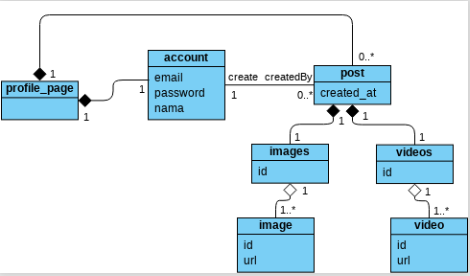 0..*
1
account
post
email
create createdBy
profile_page
1
password
1
0..*
created_at
1
nama
1
1
1
1
images
videos
id
id
1
1
1..*
1..*
image
video
id
id
url
url